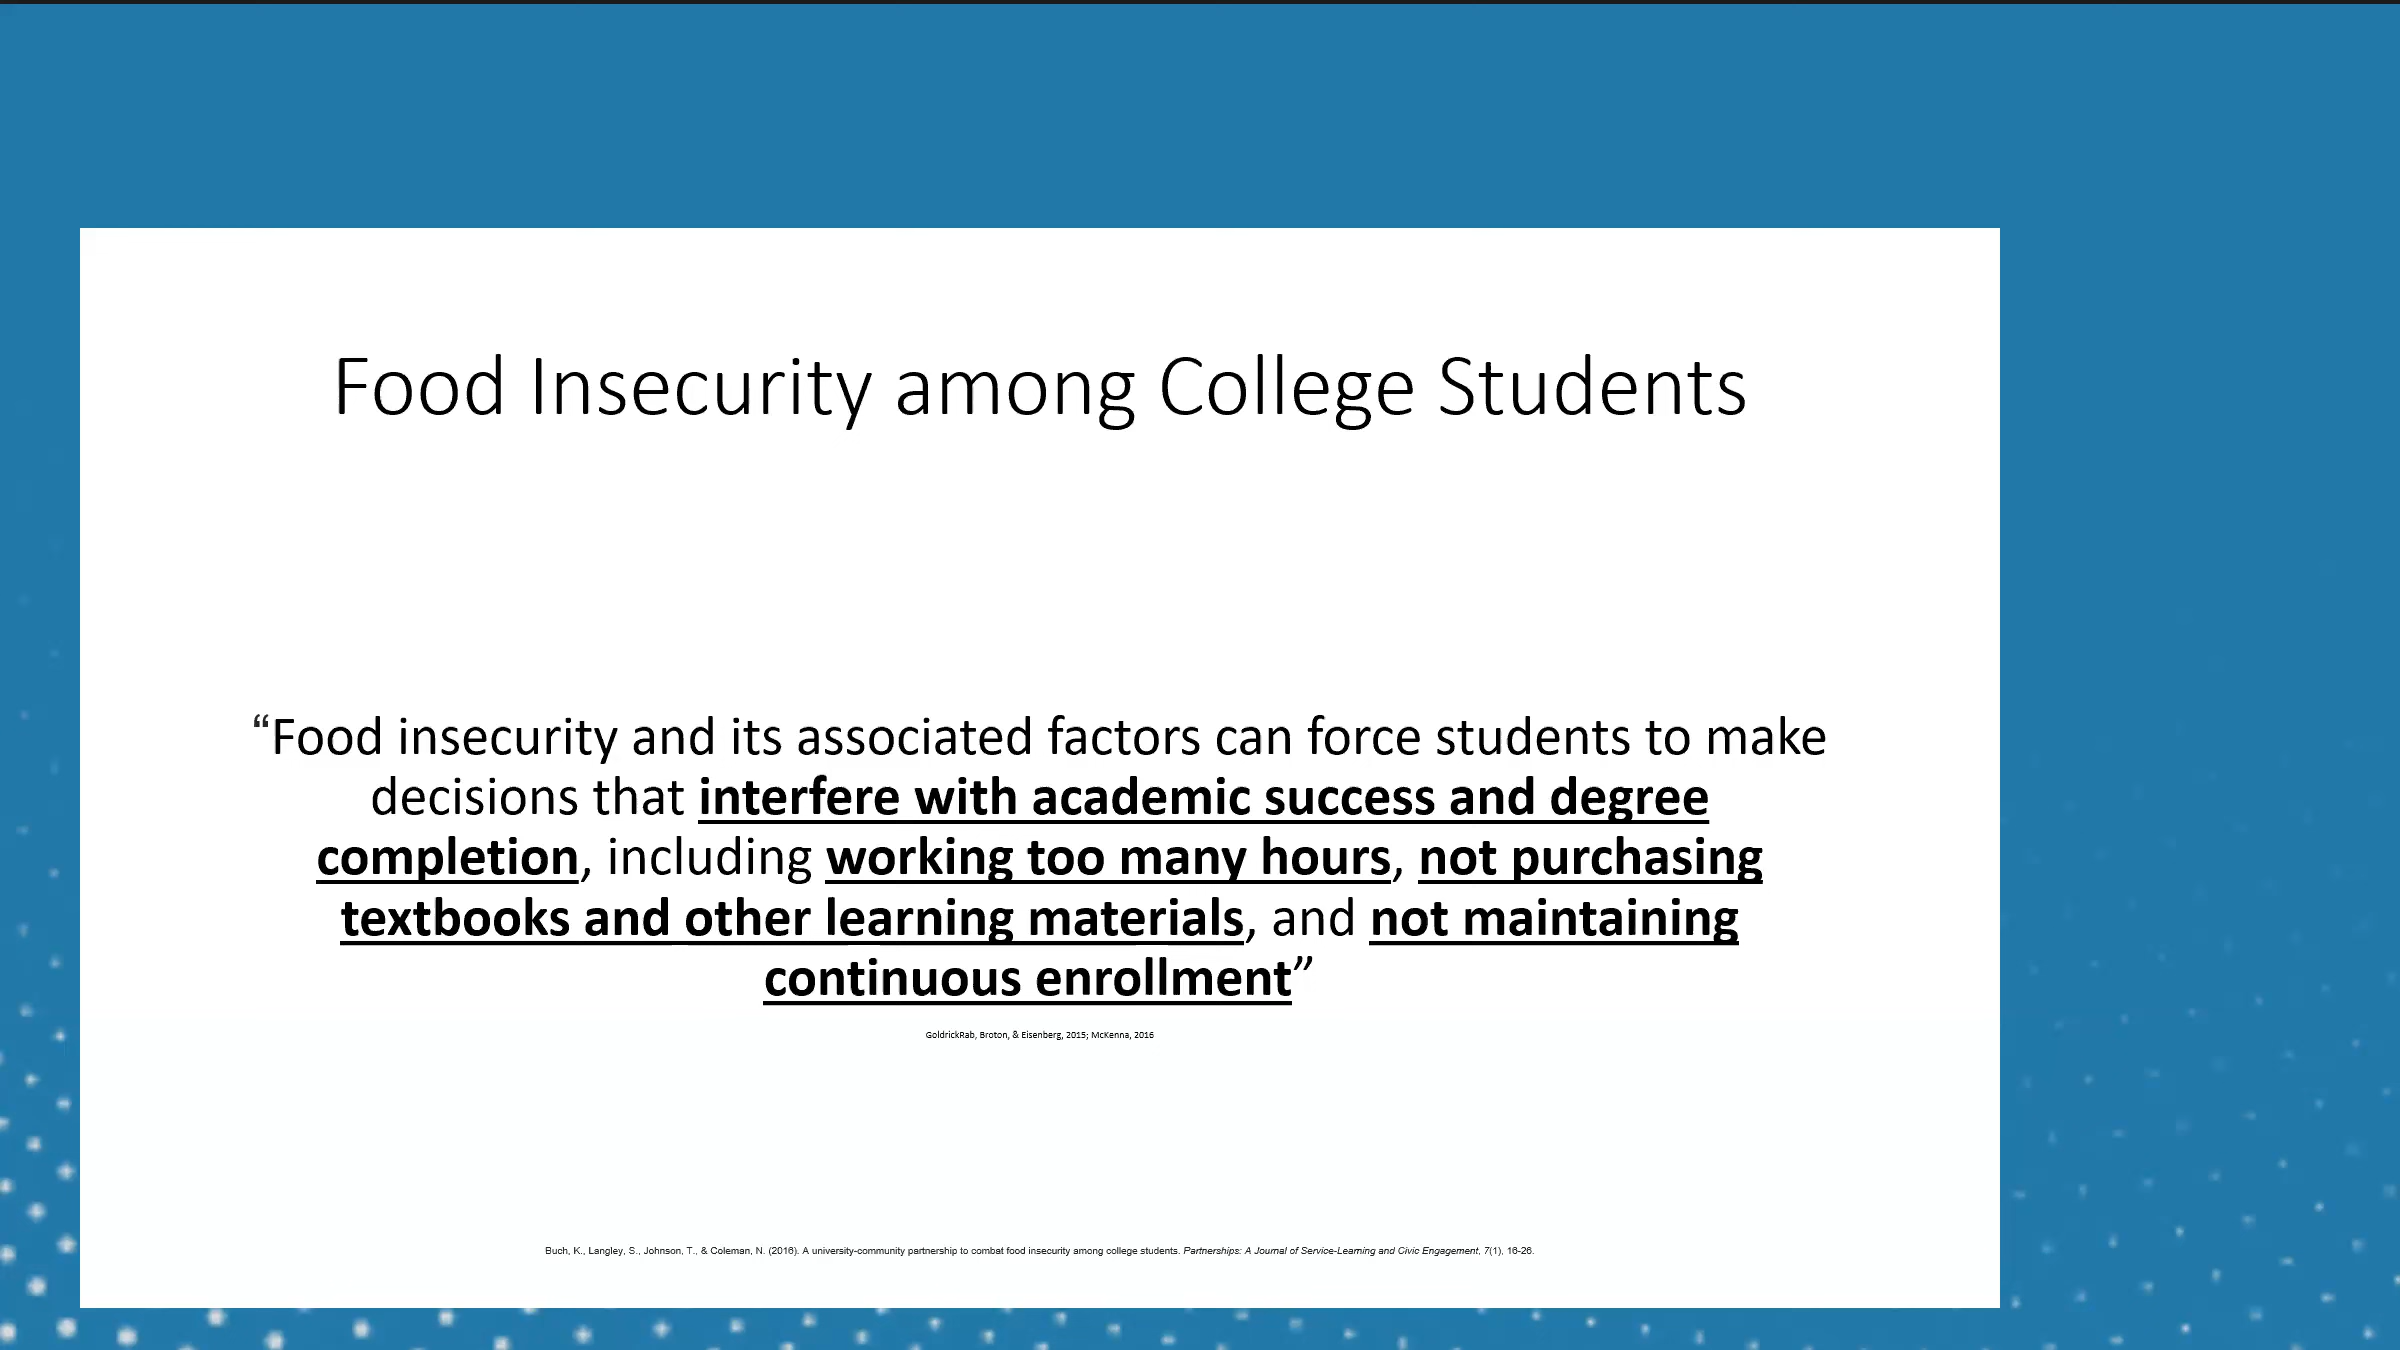 Food Insecurity among College Students
“Food insecurity and its associated factors can force students to make
decisions that interfere with academic success and degree
completion, including working too many hours, not purchasing
textbooks and other learning materials, and not maintaining
continuous enrollment”
GoldrickRab, Broton, & Eisenberg, 2015; McKenna, 2016
Buch, K., Langley, S., Johnson, T., & Coleman, N. (2016). A university-community partnership to combat food insecurity among college students. Partnerships: A Journal of Service-Learning and Civic Engagement, 7(1), 16-26.